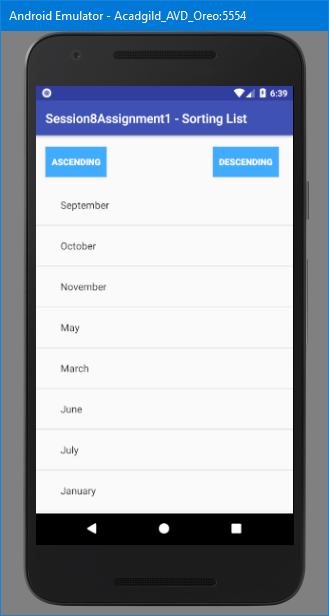 Android Emulator - Acadgild_AVD_Oreo:5554
6:39
Session8Assignment1 - Sorting List
ASCENDING DESCENDING
September
October
November
May
March
June
July
January